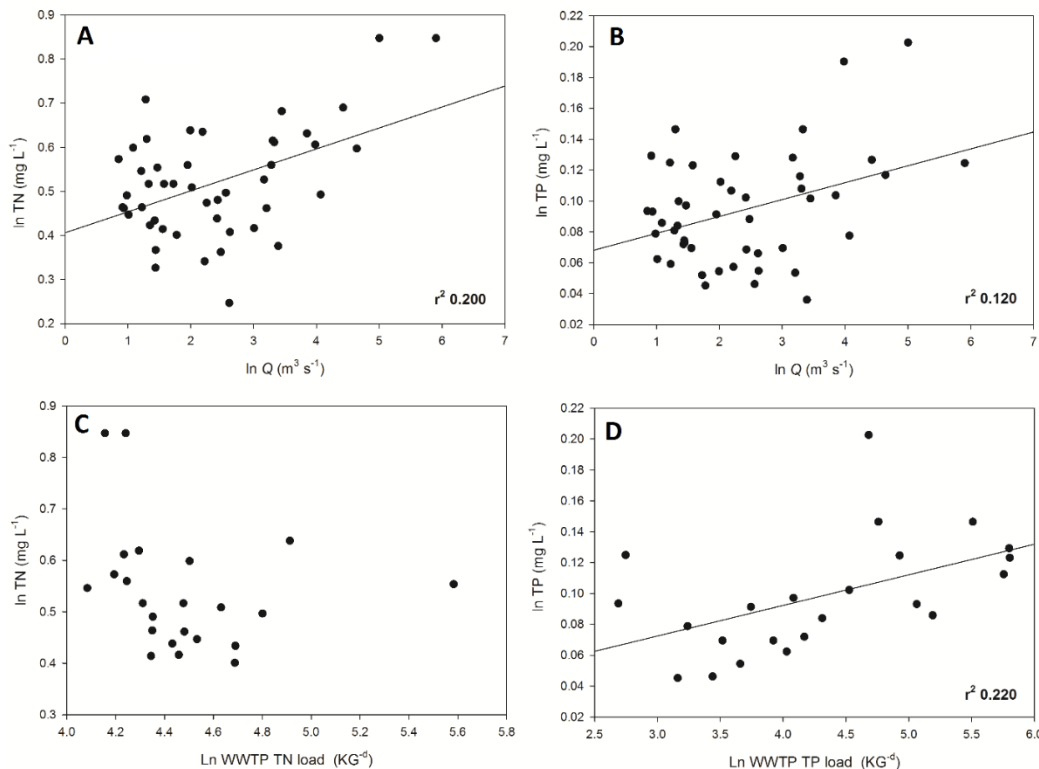 A
0.9
0.8
0.7
0.6
0.5
0.4
0.3
0.2
ln TN (mg L⁻¹)
0 1 2 3 4 5 6 7
ln Q (m³ s⁻¹)
r² 0.200
B
0.22
0.20
0.18
0.16
0.14
0.12
0.10
0.08
0.06
0.04
0.02
ln TP (mg L⁻¹)
0 1 2 3 4 5 6 7
ln Q (m³ s⁻¹)
r² 0.120
C
0.9
0.8
0.7
0.6
0.5
0.4
0.3
ln TN (mg L⁻¹)
4.0 4.2 4.4 4.6 4.8 5.0 5.2 5.4 5.6 5.8
Ln WWTP TN load (KG⁻ᵈ)
D
0.22
0.20
0.18
0.16
0.14
0.12
0.10
0.08
0.06
0.04
0.02
ln TP (mg L⁻¹)
2.5 3.0 3.5 4.0 4.5 5.0 5.5 6.0
Ln WWTP TP load (KG⁻ᵈ)
r² 0.220